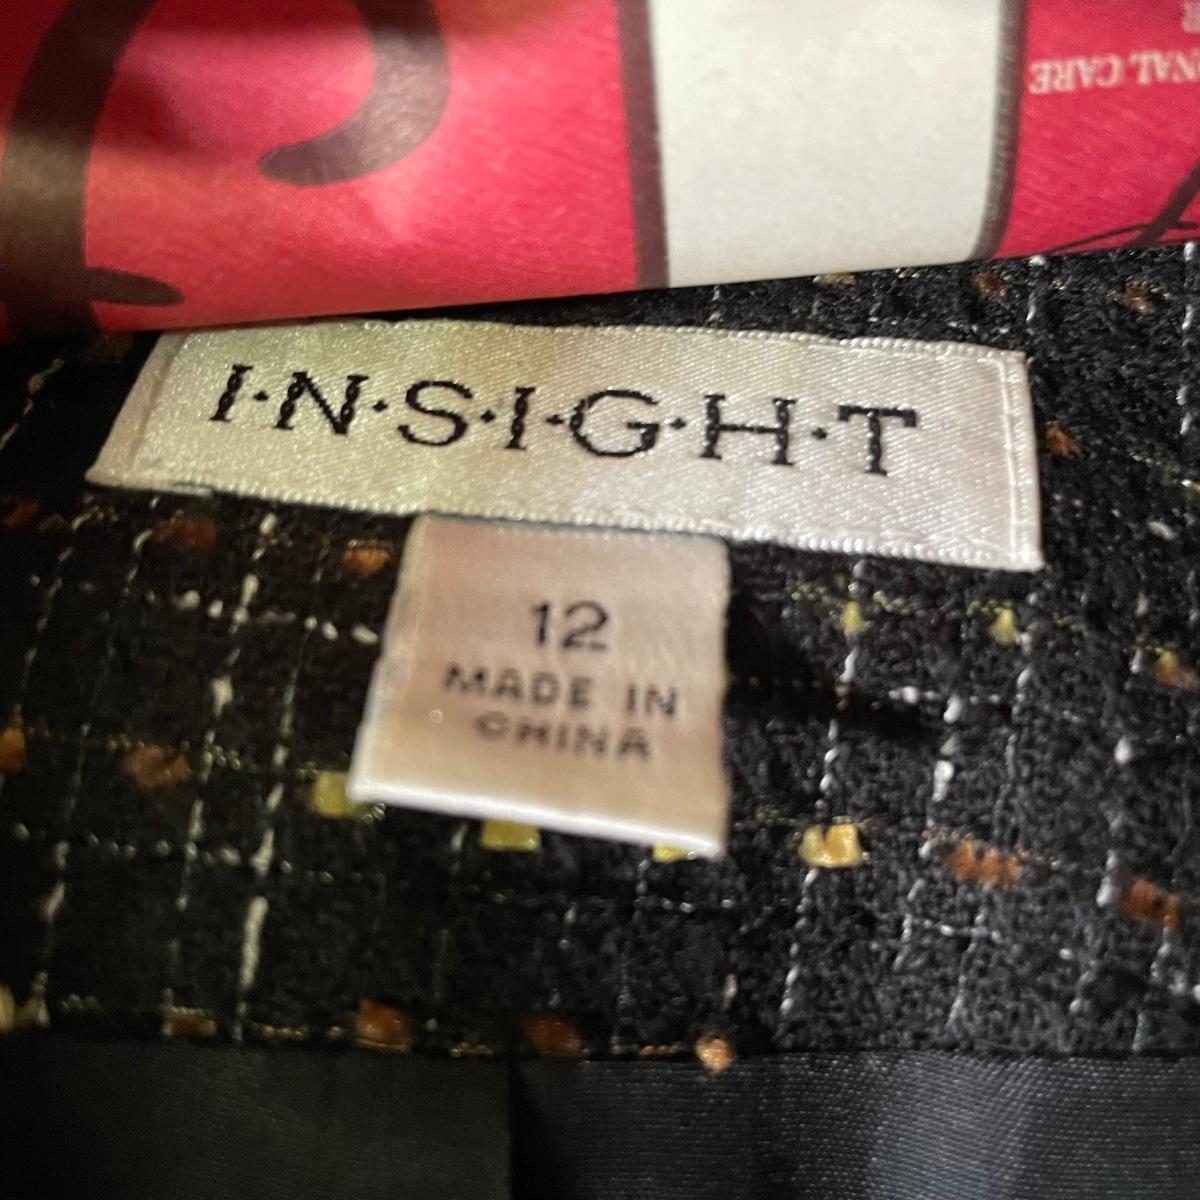 NAL CARE
I·N·S·I·G·H·T
12
MADE IN
CHINA